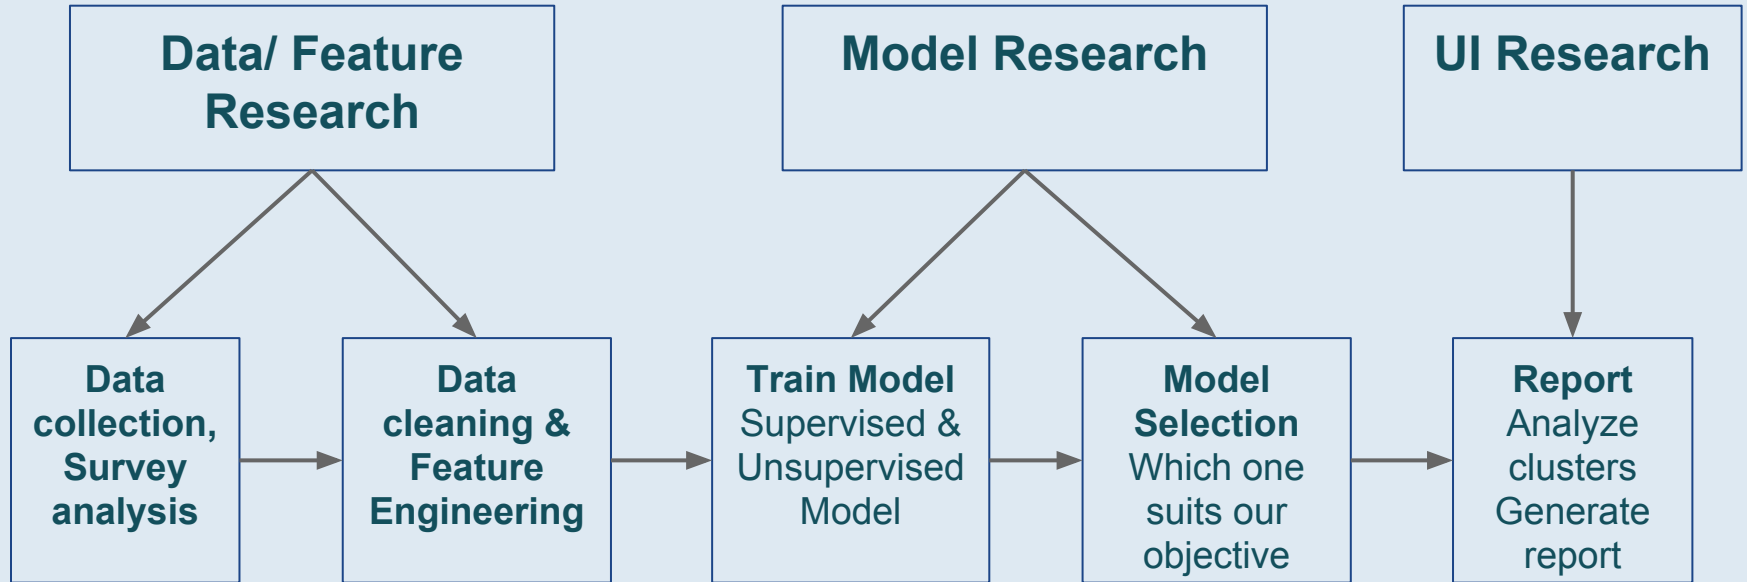 Data/ Feature
Research
Model Research
UI Research
Data
collection,
Survey
analysis
Data
cleaning &
Feature
Engineering
Train Model
Supervised &
Unsupervised
Model
Model
Selection
Which one
suits our
objective
Report
Analyze
clusters
Generate
report